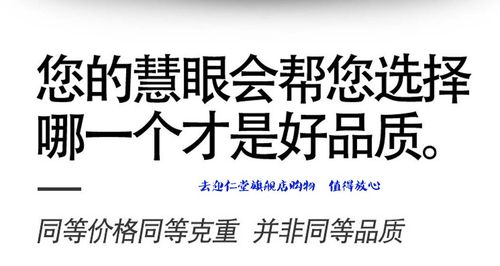 您的慧眼会帮您选择
哪一个才是好品质。
去迎仁堂旗舰店购物 值得放心
同等价格同等克重 并非同等品质